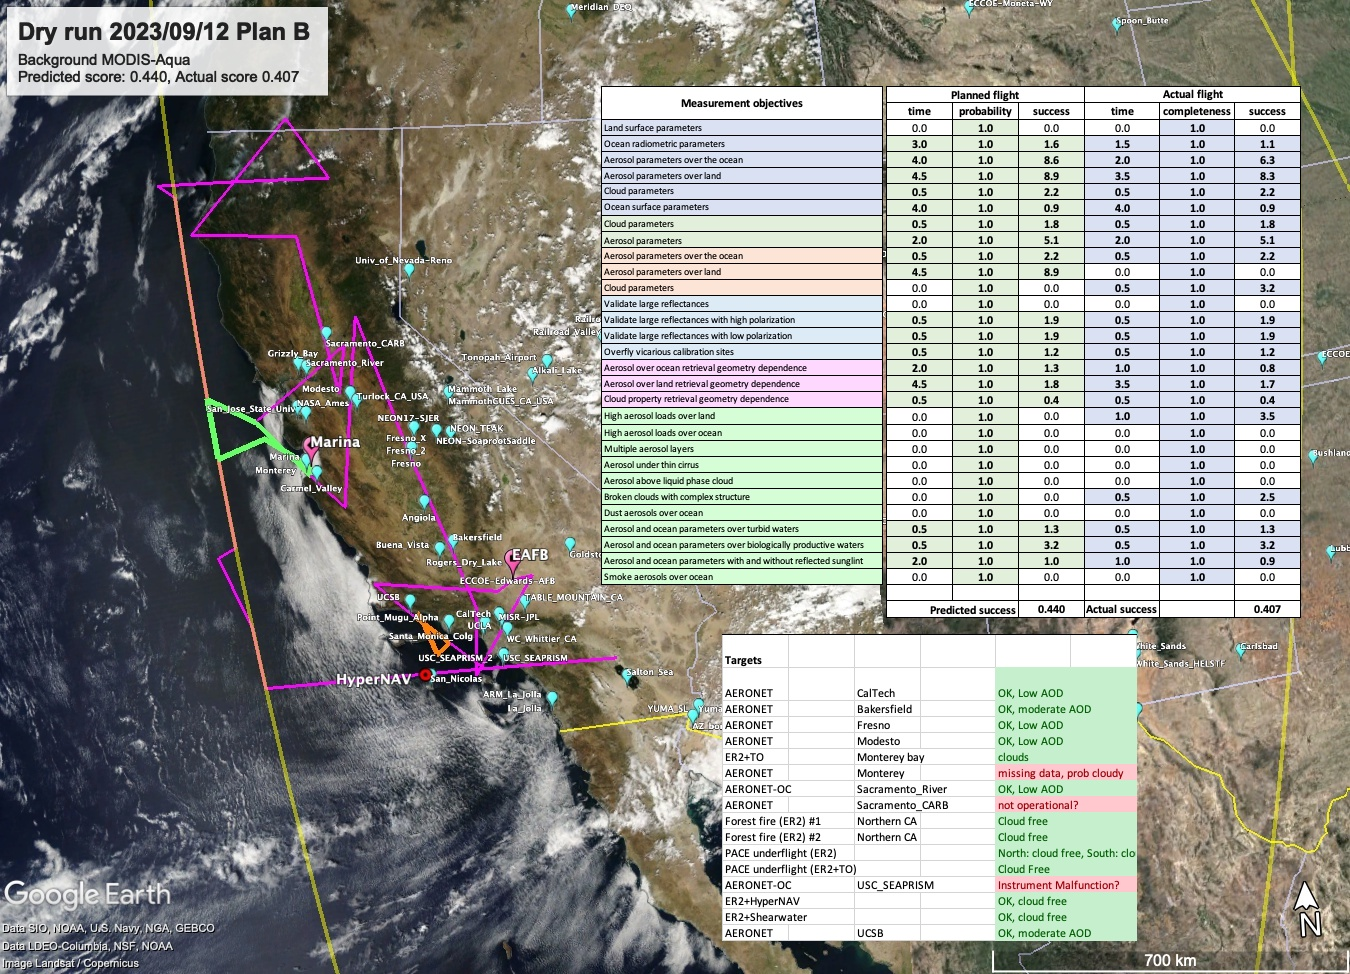 Dry run 2023/09/12 Plan B
Background MODIS-Aqua
Predicted score: 0.440, Actual score 0.407
Meridian_DEO
ECCOE-Moneta-WY
Spoon_Butte
Measurement objectives
Planned flight Actual flight
time probability success time completeness success
Land surface parameters 0.0 1.0 0.0 0.0 1.0 0.0
Ocean radiometric parameters 3.0 1.0 1.6 1.5 1.0 1.1
Aerosol parameters over the ocean 4.0 1.0 8.6 2.0 1.0 6.3
Aerosol parameters over land 4.5 1.0 8.9 3.5 1.0 8.3
Cloud parameters 0.5 1.0 2.2 0.5 1.0 2.2
Ocean surface parameters 4.0 1.0 0.9 4.0 1.0 0.9
Cloud parameters 0.5 1.0 1.8 0.5 1.0 1.8
Aerosol parameters 2.0 1.0 5.1 2.0 1.0 5.1
Aerosol parameters over the ocean 0.5 1.0 2.2 0.5 1.0 2.2
Aerosol parameters over land 4.5 1.0 8.9 0.0 1.0 0.0
Cloud parameters 0.0 1.0 0.0 0.5 1.0 3.2
Validate large reflectances 0.0 1.0 0.0 0.0 1.0 0.0
Validate large reflectances with high polarization 0.5 1.0 1.9 0.5 1.0 1.9
Validate large reflectances with low polarization 0.5 1.0 1.9 0.5 1.0 1.9
Overfly vicarious calibration sites 0.5 1.0 1.2 0.5 1.0 1.2
Aerosol over ocean retrieval geometry dependence 2.0 1.0 1.3 1.0 1.0 0.8
Aerosol over land retrieval geometry dependence 4.5 1.0 1.8 3.5 1.0 1.7
Cloud property retrieval geometry dependence 0.5 1.0 0.4 0.5 1.0 0.4
High aerosol loads over land 0.0 1.0 0.0 1.0 1.0 3.5
High aerosol loads over ocean 0.0 1.0 0.0 0.0 1.0 0.0
Multiple aerosol layers 0.0 1.0 0.0 0.0 1.0 0.0
Aerosol under thin cirrus 0.0 1.0 0.0 0.0 1.0 0.0
Aerosol above liquid phase cloud 0.0 1.0 0.0 0.0 1.0 0.0
Broken clouds with complex structure 0.0 1.0 0.0 0.5 1.0 2.5
Dust aerosols over ocean 0.0 1.0 0.0 0.0 1.0 0.0
Aerosol and ocean parameters over turbid waters 0.5 1.0 1.3 0.5 1.0 1.3
Aerosol and ocean parameters over biologically productive waters 0.5 1.0 3.2 0.5 1.0 3.2
Aerosol and ocean parameters with and without reflected sunglint 2.0 1.0 1.0 1.0 1.0 0.9
Smoke aerosols over ocean 0.0 1.0 0.0 0.0 1.0 0.0
Predicted success 0.440 Actual success 0.407
Univ_of_Nevada-Reno
Sacramento_CARB
Grizzly_Bay
Sacramento_River
Railroad_Valley
Tonopah_Airport
Alkali_Lake
ECCOE
Modesto
Turlock_CA_USA
Mammoth_Lake
MammothCUES_CA_USA
San_Jose_State_Univ
NASA_Ames
NEON17-SJER
NEON_TEAK
NEON-SoaprootSaddle
Fresno_X
Fresno_2
Fresno
Marina
Marina
Monterey
Carmel_Valley
Bushland
Angiola
Buena_Vista
Bakersfield
Rogers_Dry_Lake
EAFB
Goldsto
Lubb
ECCOE-Edwards-AFB
UCSB
TABLE_MOUNTAIN_CA
Point_Mugu_Alpha
CalTech
MISR-JPL
UCLA
Santa_Monica_Colg
WC_Whittier_CA
USC_SEAPRISM_2
USC_SEAPRISM
HyperNAV
San_Nicolas
Salton_Sea
ARM_La_Jolla
La_Jolla
YUMA_SL
Yuma
White_Sands
White_Sands_HELSTF
Carlsbad
Targets
AERONET CalTech OK, Low AOD
AERONET Bakersfield OK, moderate AOD
AERONET Fresno OK, Low AOD
AERONET Modesto OK, Low AOD
ER2+TO Monterey bay clouds
AERONET Monterey missing data, prob cloudy
AERONET-OC Sacramento_River OK, Low AOD
AERONET Sacramento_CARB not operational?
Forest fire (ER2) #1 Northern CA Cloud free
Forest fire (ER2) #2 Northern CA Cloud free
PACE underflight (ER2) North: cloud free, South: clo
PACE underflight (ER2+TO) Cloud Free
AERONET-OC USC_SEAPRISM Instrument Malfunction?
ER2+HyperNAV OK, cloud free
ER2+Shearwater OK, cloud free
AERONET UCSB OK, moderate AOD
Google Earth
Data SIO, NOAA, U.S. Navy, NGA, GEBCO
Data LDEO-Columbia, NSF, NOAA
Image Landsat / Copernicus
N
700 km